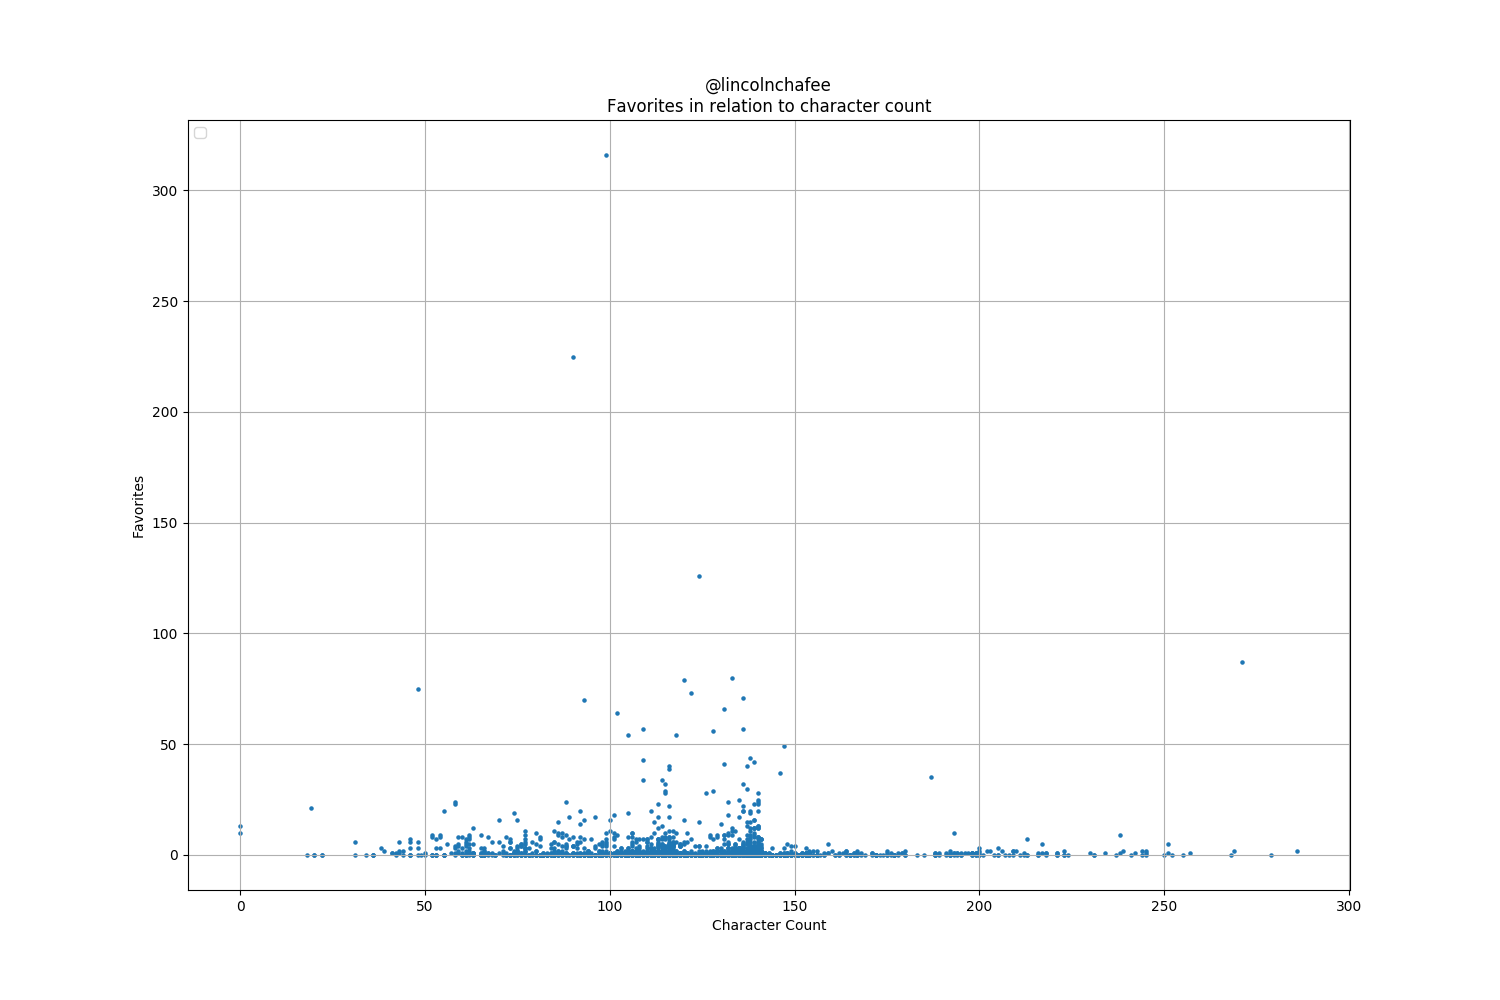 @lincolnchafee
Favorites in relation to character count
300
250
200
150
100
50
0
Favorites
0 50 100 150 200 250 300
Character Count